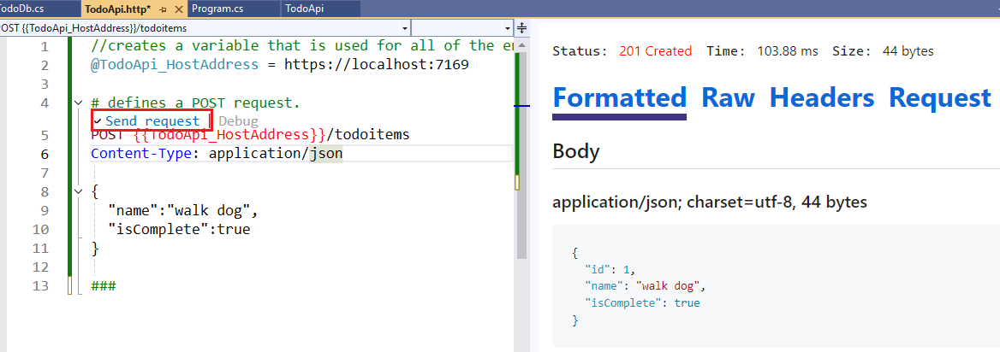 TodoDb.cs TodoApi.http* Program.cs TodoApi
POST {{TodoApi_HostAddress}}/todoitems
1 //creates a variable that is used for all of the en
2 @TodoApi_HostAddress = https://localhost:7169
3
4 # defines a POST request.
Send request Debug
5 POST {{TodoApi_HostAddress}}/todoitems
6 Content-Type: application/json
7
8 {
9 "name":"walk dog",
10 "isComplete":true
11 }
12
13 ###
Status: 201 Created Time: 103.88 ms Size: 44 bytes
Formatted Raw Headers Request
Body
application/json; charset=utf-8, 44 bytes
{
"id": 1,
"name": "walk dog",
"isComplete": true
}